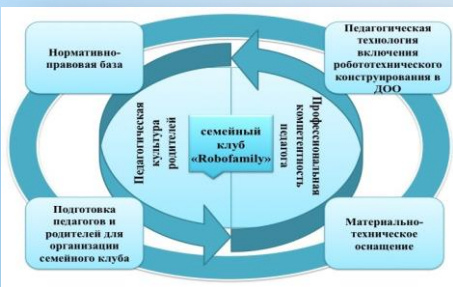 Нормативно-
правовая база
Педагогическая
технология
включения
робототехнического
конструирования в
ДОО
Педагогическая
культура
родителей
семейный
клуб
«Robofamily»
Профессиональная
компетентность
педагога
Подготовка
педагогов и
родителей для
организации
семейного клуба
Материально-
техническое
оснащение